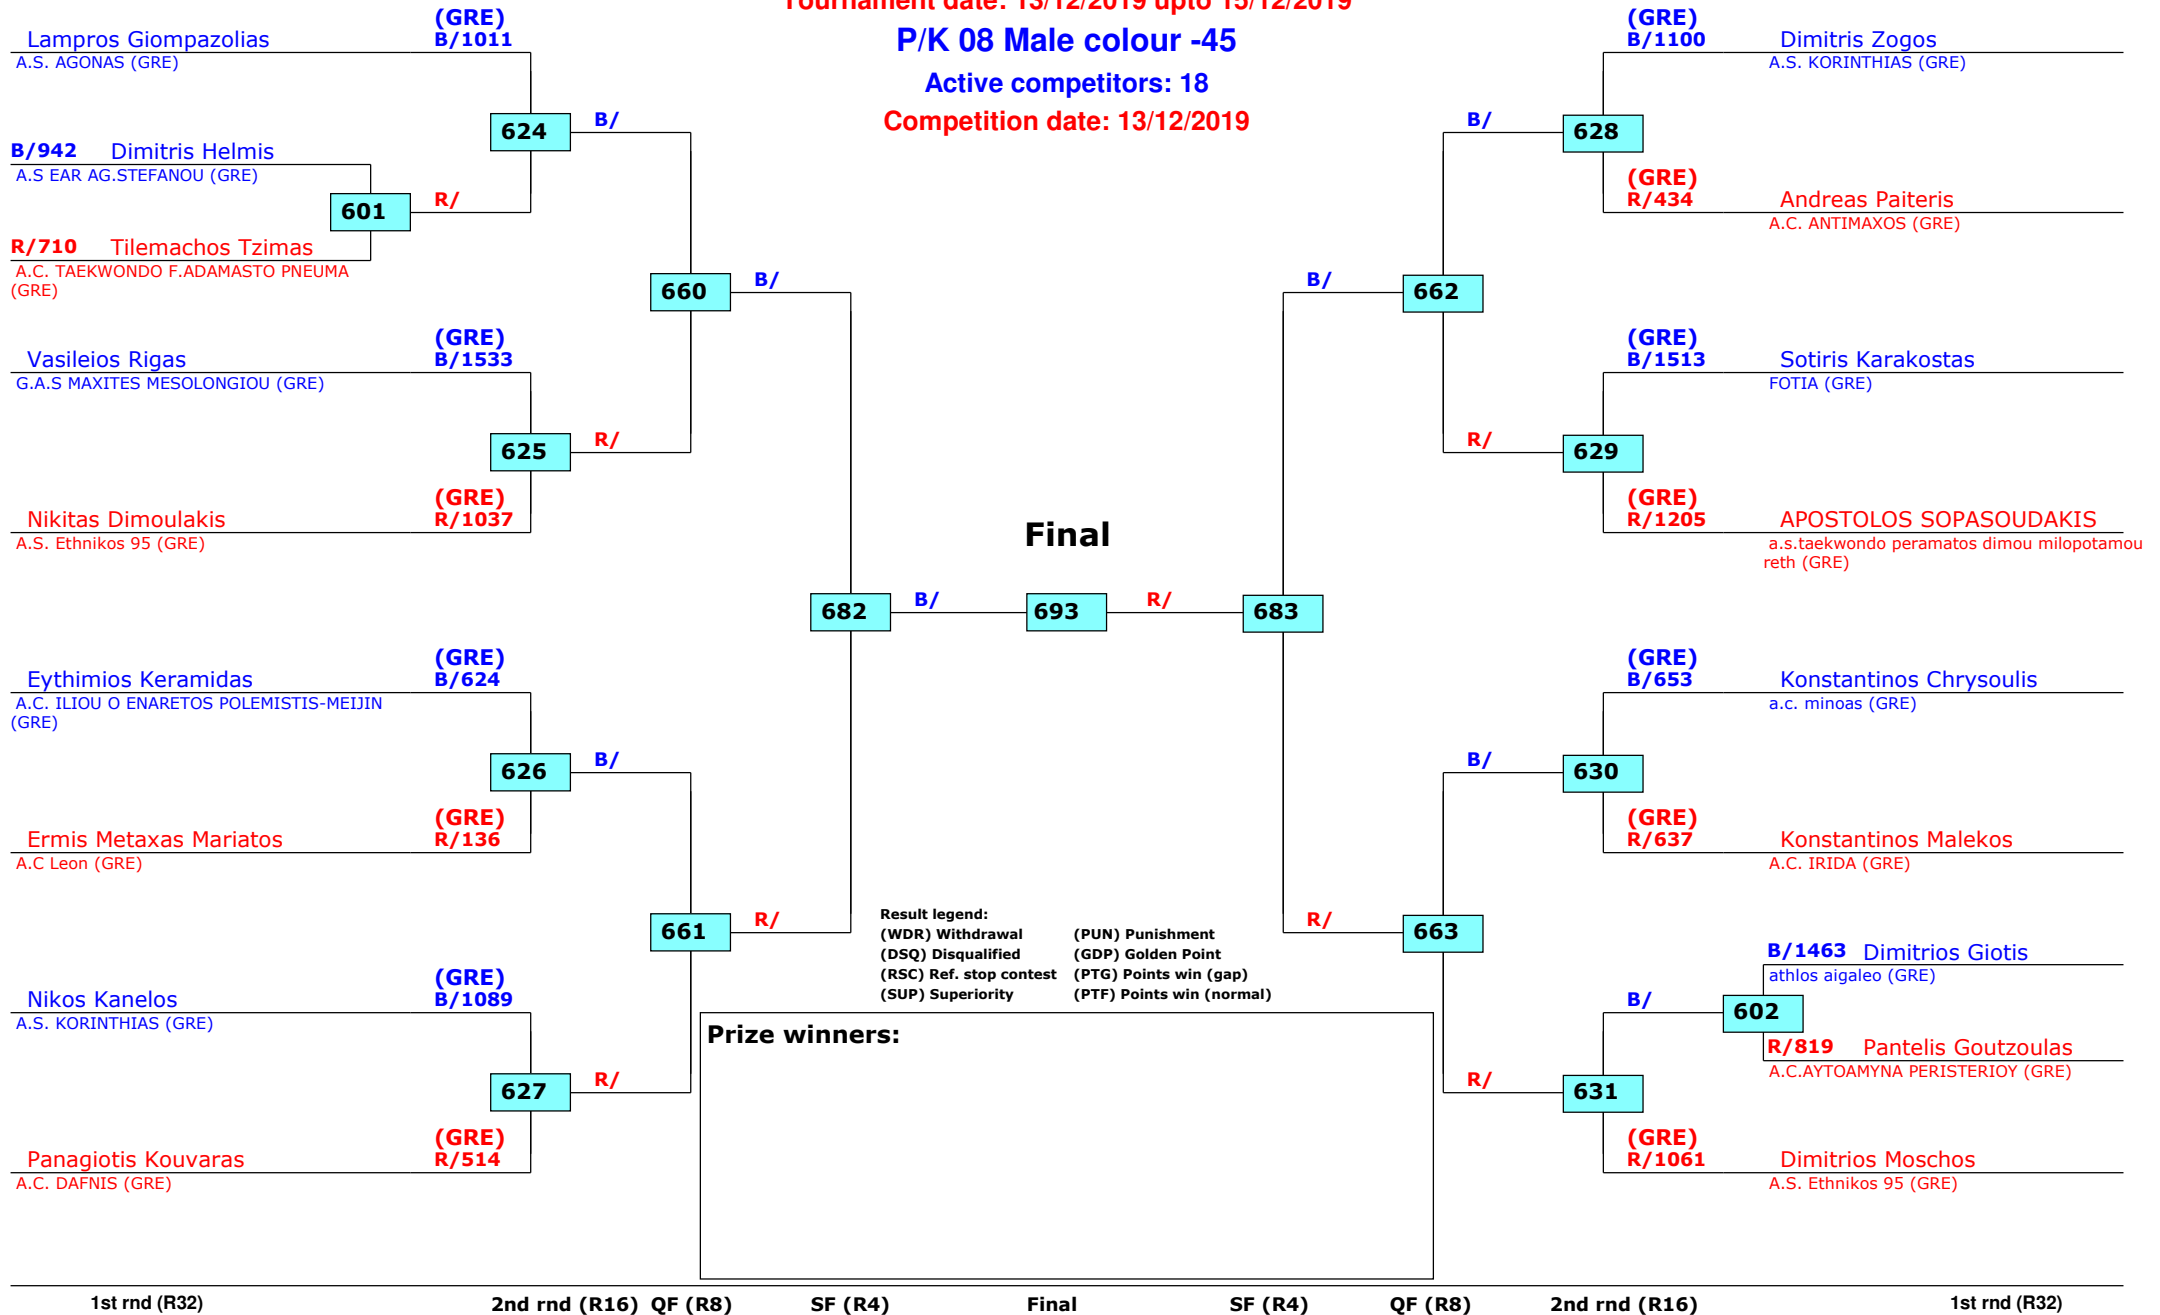 Tournament date: 13/12/2019 upto 15/12/2019
P/K 08 Male colour -45
Active competitors: 18
Competition date: 13/12/2019
(GRE)
Lampros Giompazolias B/1011
A.S. AGONAS (GRE)
624 B/
B/942 Dimitris Helmis
A.S EAR AG.STEFANOU (GRE)
601 R/
R/710 Tilemachos Tzimas
A.C. TAEKWONDO F.ADAMASTO PNEUMA
(GRE)
660 B/
(GRE)
Vasileios Rigas B/1533
G.A.S MAXITES MESOLONGIOU (GRE)
625 R/
(GRE)
Nikitas Dimoulakis R/1037
A.S. Ethnikos 95 (GRE)
682 B/
(GRE)
Eythimios Keramidas B/624
A.C. ILIOU O ENARETOS POLEMISTIS-MEIJIN
(GRE)
626 B/
(GRE)
Ermis Metaxas Mariatos R/136
A.C Leon (GRE)
661 R/
(GRE)
Nikos Kanelos B/1089
A.S. KORINTHIAS (GRE)
627 R/
(GRE)
Panagiotis Kouvaras R/514
A.C. DAFNIS (GRE)
Final
693
(GRE)
B/1100 Dimitris Zogos
A.S. KORINTHIAS (GRE)
B/ 628
(GRE)
R/434 Andreas Paiteris
A.C. ANTIMAXOS (GRE)
B/ 662
(GRE)
B/1513 Sotiris Karakostas
FOTIA (GRE)
R/ 629
(GRE)
R/1205 APOSTOLOS SOPASOUDAKIS
a.s.taekwondo peramatos dimou milopotamou
reth (GRE)
R/ 683
(GRE)
B/653 Konstantinos Chrysoulis
a.c. minoas (GRE)
B/ 630
(GRE)
R/637 Konstantinos Malekos
A.C. IRIDA (GRE)
R/ 663
B/1463 Dimitrios Giotis
athlos aigaleo (GRE)
B/ 602
R/819 Pantelis Goutzoulas
A.C.AYTOAMYNA PERISTERIOY (GRE)
R/ 631
(GRE)
R/1061 Dimitrios Moschos
A.S. Ethnikos 95 (GRE)
Result legend:
(WDR) Withdrawal (PUN) Punishment
(DSQ) Disqualified (GDP) Golden Point
(RSC) Ref. stop contest (PTG) Points win (gap)
(SUP) Superiority (PTF) Points win (normal)
Prize winners:
1st rnd (R32) 2nd rnd (R16) QF (R8) SF (R4) Final SF (R4) QF (R8) 2nd rnd (R16) 1st rnd (R32)